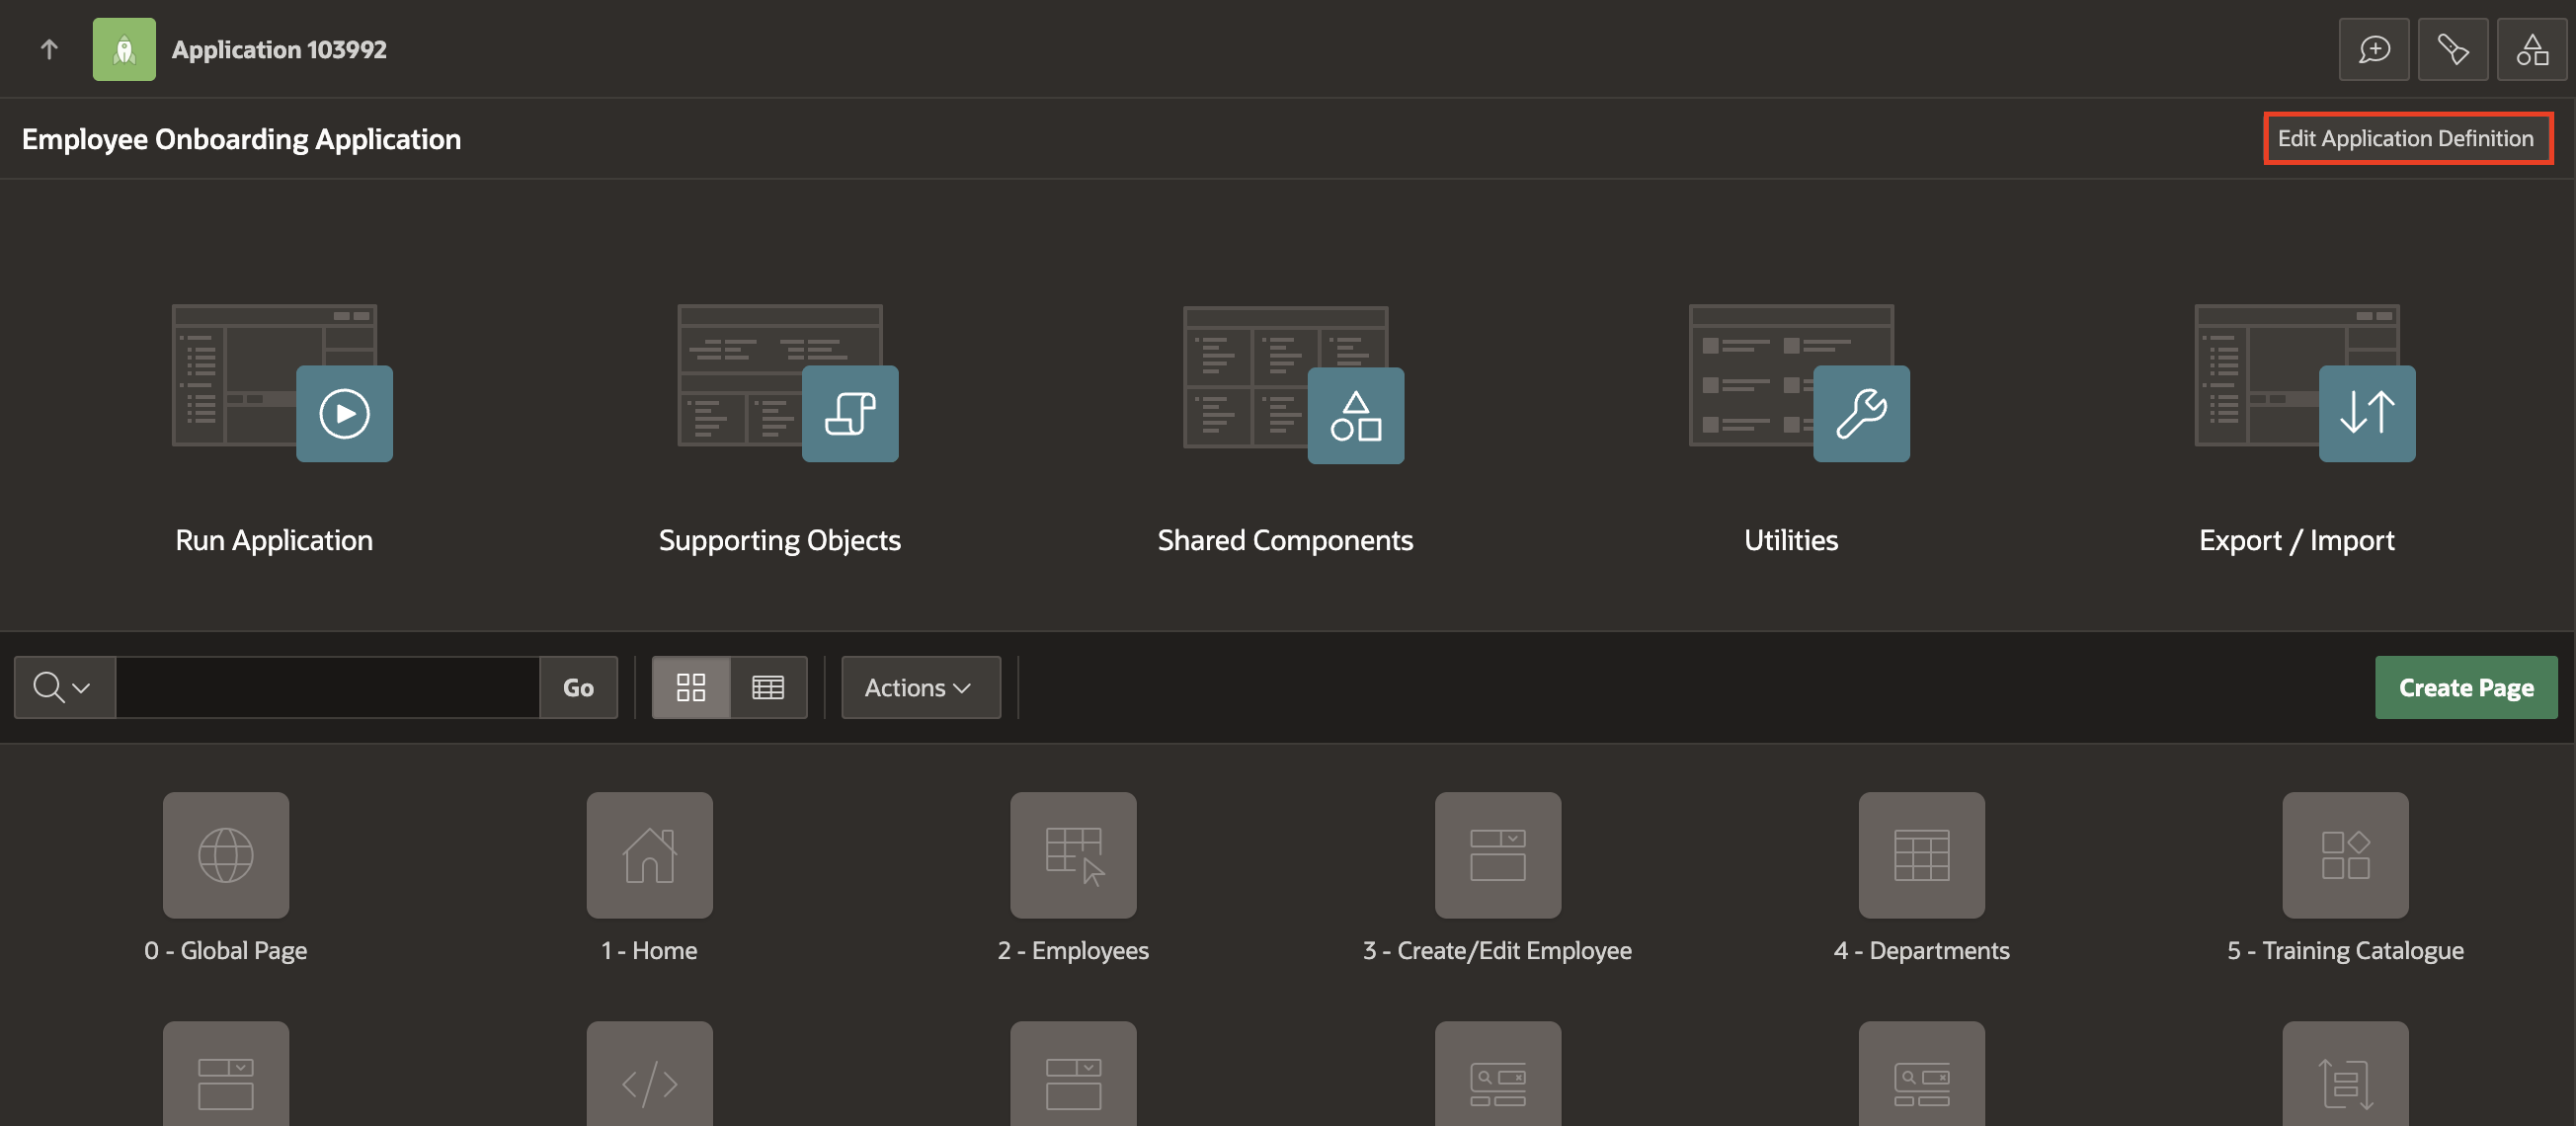 Application 103992
Employee Onboarding Application
Edit Application Definition
Run Application
Supporting Objects
Shared Components
Utilities
Export / Import
Go
Actions
Create Page
0 - Global Page
1 - Home
2 - Employees
3 - Create/Edit Employee
4 - Departments
5 - Training Catalogue